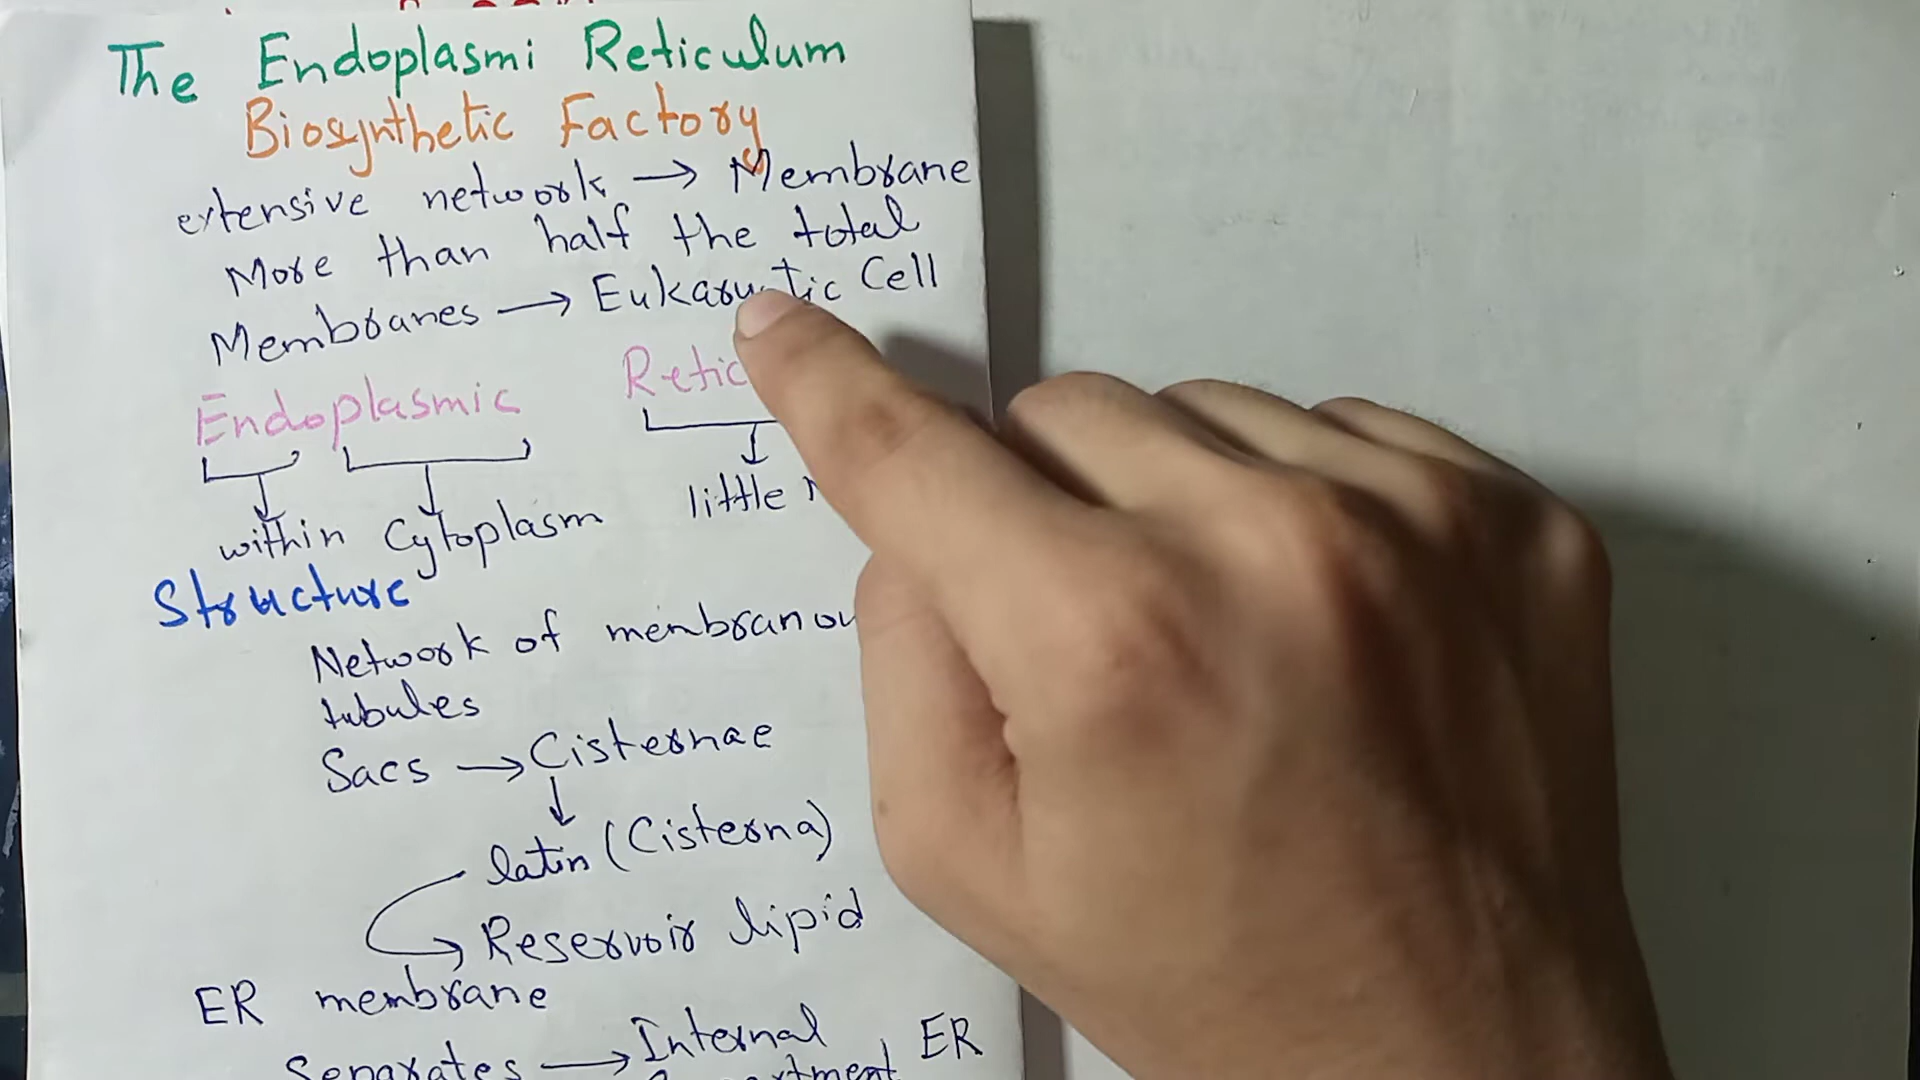 The Endoplasmi Reticulum
Biosynthetic Factory
extensive network → Membrane
More than half the total
Membranes → Eukaryotic Cell
Endoplasmic Retic
within Cytoplasm little
Structure
Network of membranou
tubules
Sacs → Cisternae
↓
latin (Cisterna)
Reservoir lipid
ER membrane
Separates → Internal ER